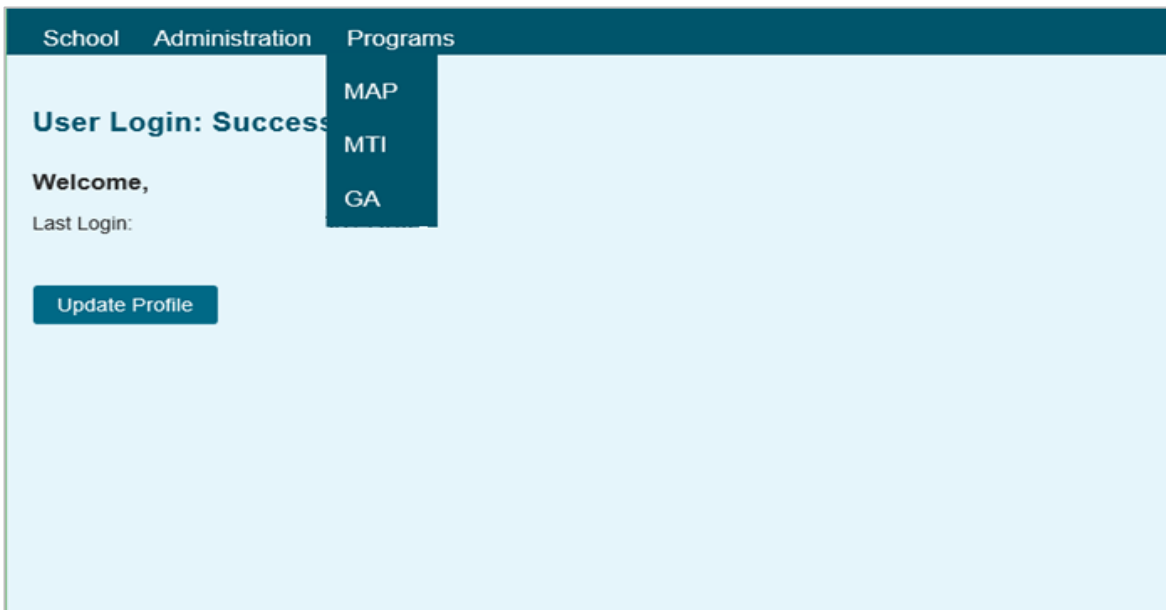 School Administration Programs
MAP
User Login: Success
MTI
Welcome,
GA
Last Login:
Update Profile